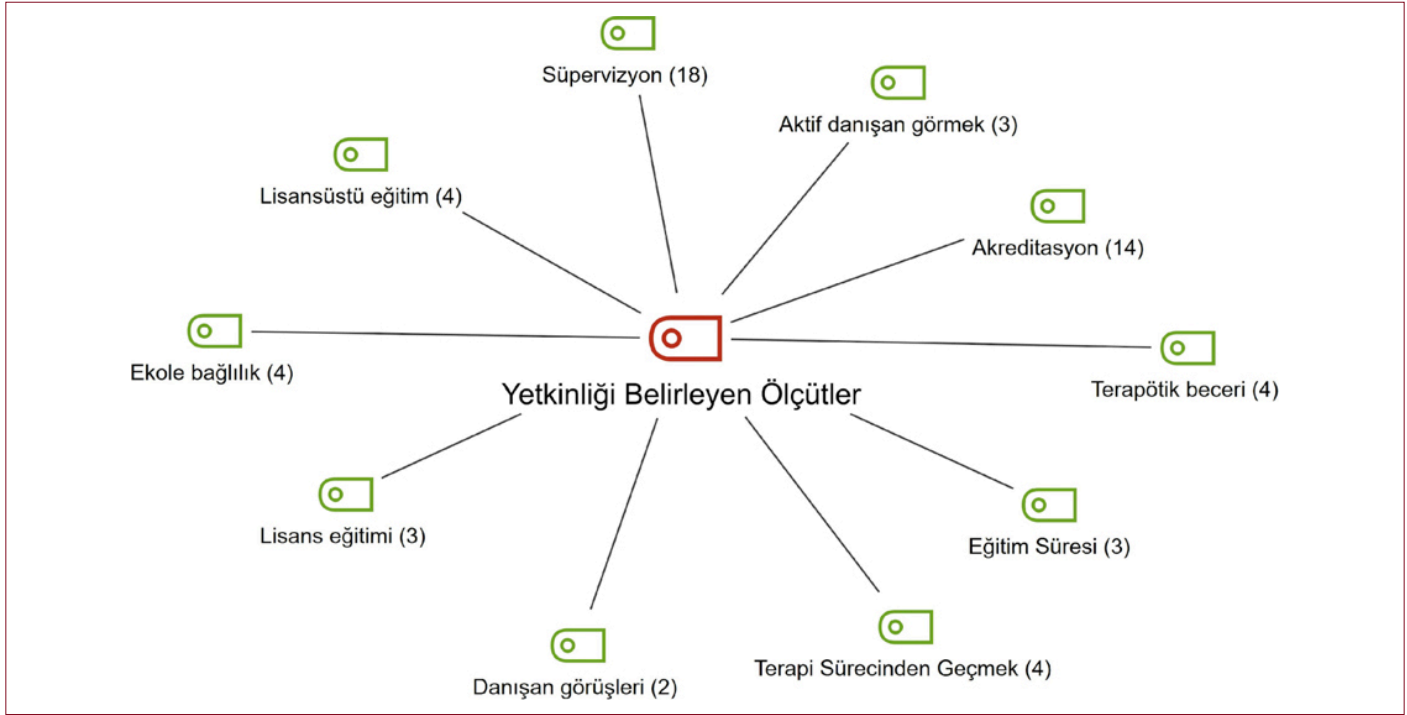 Süpervizyon (18)
Aktif danışan görmek (3)
Lisansüstü eğitim (4)
Akreditasyon (14)
Ekole bağlılık (4)
Terapötik beceri (4)
Yetkinliği Belirleyen Ölçütler
Lisans eğitimi (3)
Eğitim Süresi (3)
Danışan görüşleri (2)
Terapi Sürecinden Geçmek (4)